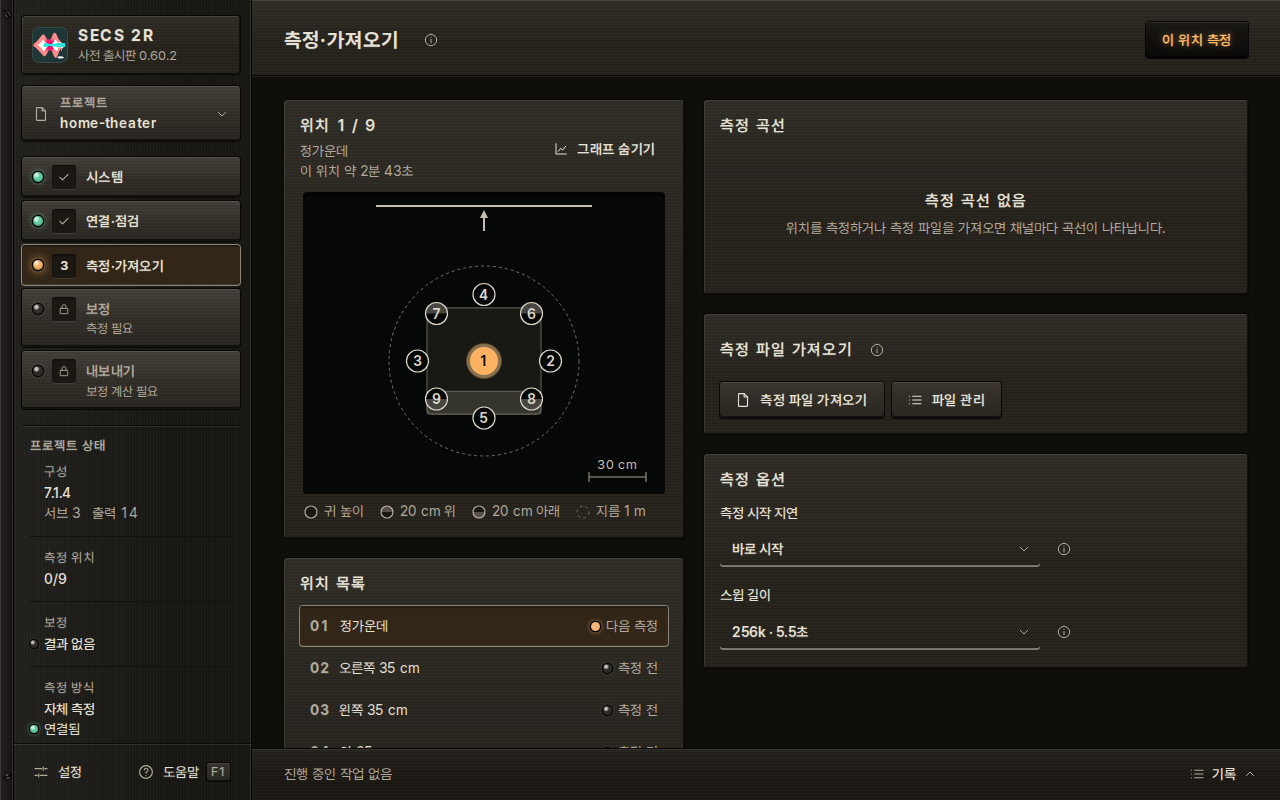 SECS 2R
사전 출시판 0.60.2
프로젝트
home-theater
시스템
연결·점검
3 측정·가져오기
보정
측정 필요
내보내기
보정 계산 필요
프로젝트 상태
구성
7.1.4
서브 3 출력 14
측정 위치
0/9
보정
결과 없음
측정 방식
자체 측정
연결됨
설정
도움말 F1
측정·가져오기
이 위치 측정
위치 1 / 9
정가운데
이 위치 약 2분 43초
그래프 숨기기
4
7 6
3 1 2
9 8
5
30 cm
귀 높이 20 cm 위 20 cm 아래 지름 1 m
위치 목록
01 정가운데 다음 측정
02 오른쪽 35 cm 측정 전
03 왼쪽 35 cm 측정 전
측정 곡선
측정 곡선 없음
위치를 측정하거나 측정 파일을 가져오면 채널마다 곡선이 나타납니다.
측정 파일 가져오기
측정 파일 가져오기 파일 관리
측정 옵션
측정 시작 지연
바로 시작
스윕 길이
256k · 5.5초
진행 중인 작업 없음
기록